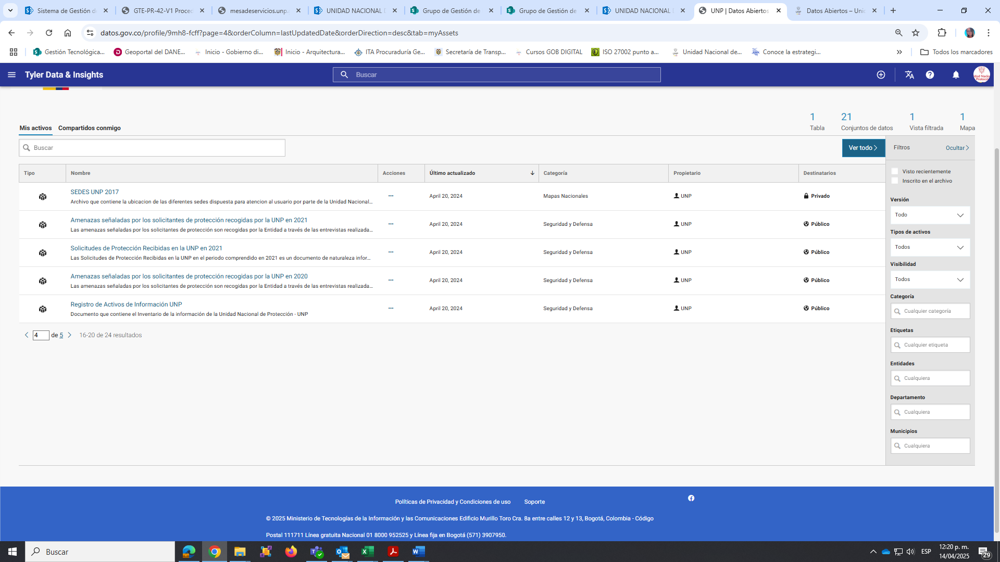 Sistema de Gestión d
GTE-PR-42-V1 Proced
mesadeservicios.unp.
UNIDAD NACIONAL D
Grupo de Gestión de
Grupo de Gestión de
UNIDAD NACIONAL D
UNP | Datos Abiertos
Datos Abiertos – Unid
datos.gov.co/profile/9mh8-fcff?page=4&orderColumn=lastUpdatedDate&orderDirection=desc&tab=myAssets
Gestión Tecnológica...
Geoportal del DANE...
Inicio - Gobierno di...
Inicio - Arquitectura...
ITA Procuraduría Ge...
Secretaría de Transp...
Cursos GOB DIGITAL
ISO 27002 punto a...
Unidad Nacional de...
Conoce la estrategi...
Todos los marcadores
Tyler Data & Insights
Buscar
1
Tabla
21
Conjuntos de datos
1
Vista filtrada
1
Mapa
Mis activos
Compartidos conmigo
Buscar
Ver todo
Filtros
Ocultar
Tipo
Nombre
Acciones
Último actualizado
Categoría
Propietario
Destinatarios
SEDES UNP 2017
Archivo que contiene la ubicacion de las diferentes sedes dispuesta para atencion al usuario por parte de la Unidad Nacional...
April 20, 2024
Mapas Nacionales
UNP
Privado
Amenazas señaladas por los solicitantes de protección recogidas por la UNP en 2021
Las amenazas señaladas por los solicitantes de protección son recogidas por la Entidad a través de las entrevistas realizada...
April 20, 2024
Seguridad y Defensa
UNP
Público
Solicitudes de Protección Recibidas en la UNP en 2021
Las Solicitudes de Protección Recibidas en la UNP en el periodo comprendido en 2021 es un documento de naturaleza infor...
April 20, 2024
Seguridad y Defensa
UNP
Público
Amenazas señaladas por los solicitantes de protección recogidas por la UNP en 2020
Las amenazas señaladas por los solicitantes de protección son recogidas por la Entidad a través de las entrevistas realizada...
April 20, 2024
Seguridad y Defensa
UNP
Público
Registro de Activos de Información UNP
Documento que contiene el Inventario de la información de la Unidad Nacional de Protección - UNP
April 20, 2024
Seguridad y Defensa
UNP
Público
4 de 5
16-20 de 24 resultados
Visto recientemente
Inscrito en el archivo
Versión
Todo
Tipos de activos
Todos
Visibilidad
Todos
Categoría
Cualquier categoría
Etiquetas
Cualquier etiqueta
Entidades
Cualquiera
Departamento
Cualquiera
Municipios
Cualquiera
Políticas de Privacidad y Condiciones de uso
Soporte
© 2025 Ministerio de Tecnologías de la Información y las Comunicaciones Edificio Murillo Toro Cra. 8a entre calles 12 y 13, Bogotá, Colombia - Código
Postal 111711 Línea gratuita Nacional 01 8000 952525 y Línea fija en Bogotá (571) 3907950.
Buscar
ESP
12:20 p. m.
14/04/2025
29